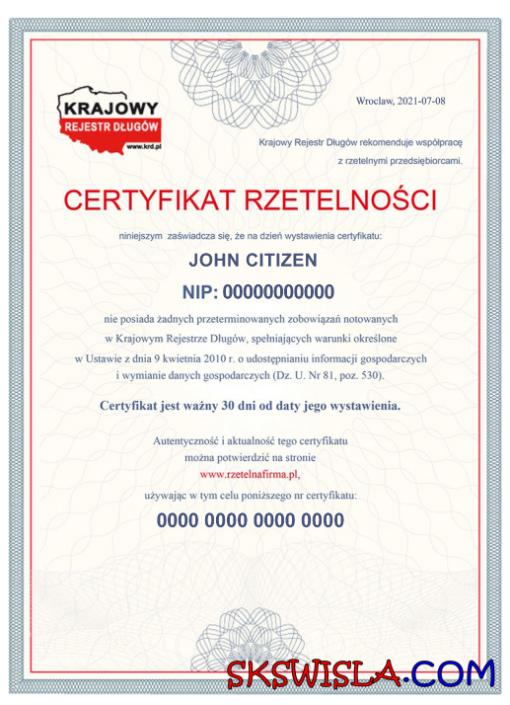 KRAJOWY
REJESTR DŁUGÓW
www.krd.pl
Wroclaw, 2021-07-08
Krajowy Rejestr Długów rekomenduje współpracę
z rzetelnymi przedsiębiorcami.
CERTYFIKAT RZETELNOŚCI
niniejszym zaświadcza się, że na dzień wystawienia certyfikatu:
JOHN CITIZEN
NIP: 00000000000
nie posiada żadnych przeterminowanych zobowiązań notowanych
w Krajowym Rejestrze Długów, spełniających warunki określone
w Ustawie z dnia 9 kwietnia 2010 r. o udostępnianiu informacji gospodarczych
i wymianie danych gospodarczych (Dz. U. Nr 81, poz. 530).
Certyfikat jest ważny 30 dni od daty jego wystawienia.
Autentyczność i aktualność tego certyfikatu
można potwierdzić na stronie
www.rzetelnafirma.pl,
używając w tym celu poniższego nr certyfikatu:
0000 0000 0000 0000
SKSWISLA.COM